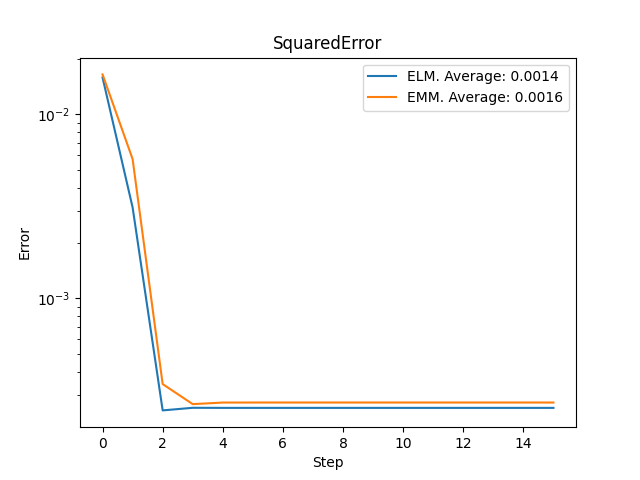 SquaredError
ELM. Average: 0.0014
EMM. Average: 0.0016
10⁻²
10⁻³
Error
0 2 4 6 8 10 12 14
Step